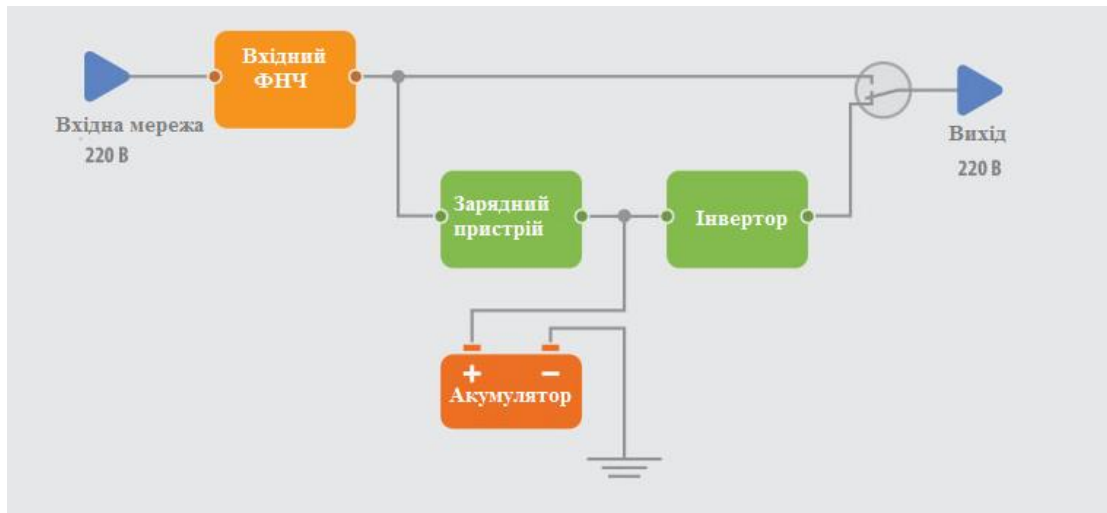 Вхідний
ФНЧ
Вхідна мережа
220 В
Вихід
220 В
Зарядний
пристрій
Інвертор
+ −
Акумулятор